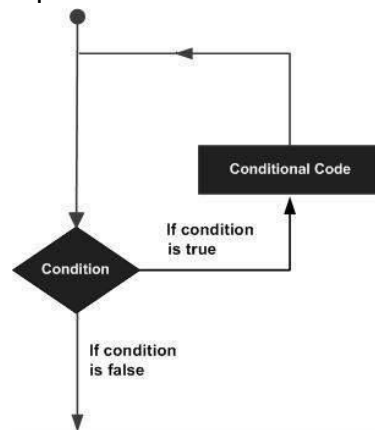 Conditional Code
If condition
is true
Condition
If condition
is false